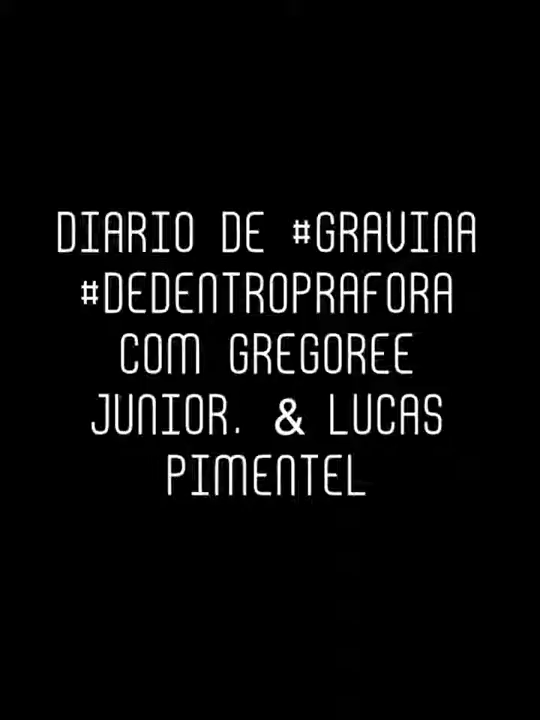 DIARIO DE #GRAVINA
#DEDENTROPRAFORA
COM GREGOREE
JUNIOR. & LUCAS
PIMENTEL